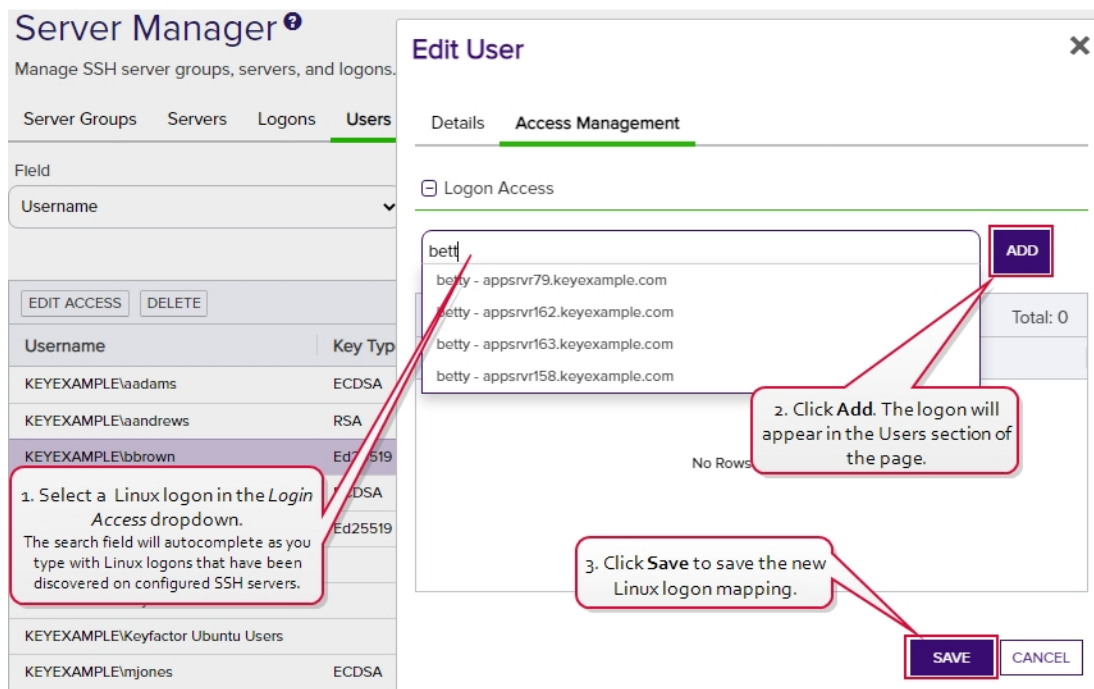 Server Manager ?
Manage SSH server groups, servers, and logons.
Server Groups Servers Logons Users
Field
Username
EDIT ACCESS DELETE
Username Key Typ
KEYEXAMPLE\aadams ECDSA
KEYEXAMPLE\aandrews RSA
KEYEXAMPLE\bbrown Ed25519
CDSA
Ed25519
KEYEXAMPLE\Keyfactor Ubuntu Users
KEYEXAMPLE\mjones ECDSA
1. Select a Linux logon in the Login
Access dropdown.
The search field will autocomplete as you
type with Linux logons that have been
discovered on configured SSH servers.
Edit User
Details Access Management
Logon Access
bett
ADD
betty - appsrvr79.keyexample.com
betty - appsrvr162.keyexample.com
betty - appsrvr163.keyexample.com
betty - appsrvr158.keyexample.com
Total: 0
2. Click Add. The logon will
appear in the Users section of
the page.
No Rows
3. Click Save to save the new
Linux logon mapping.
SAVE CANCEL